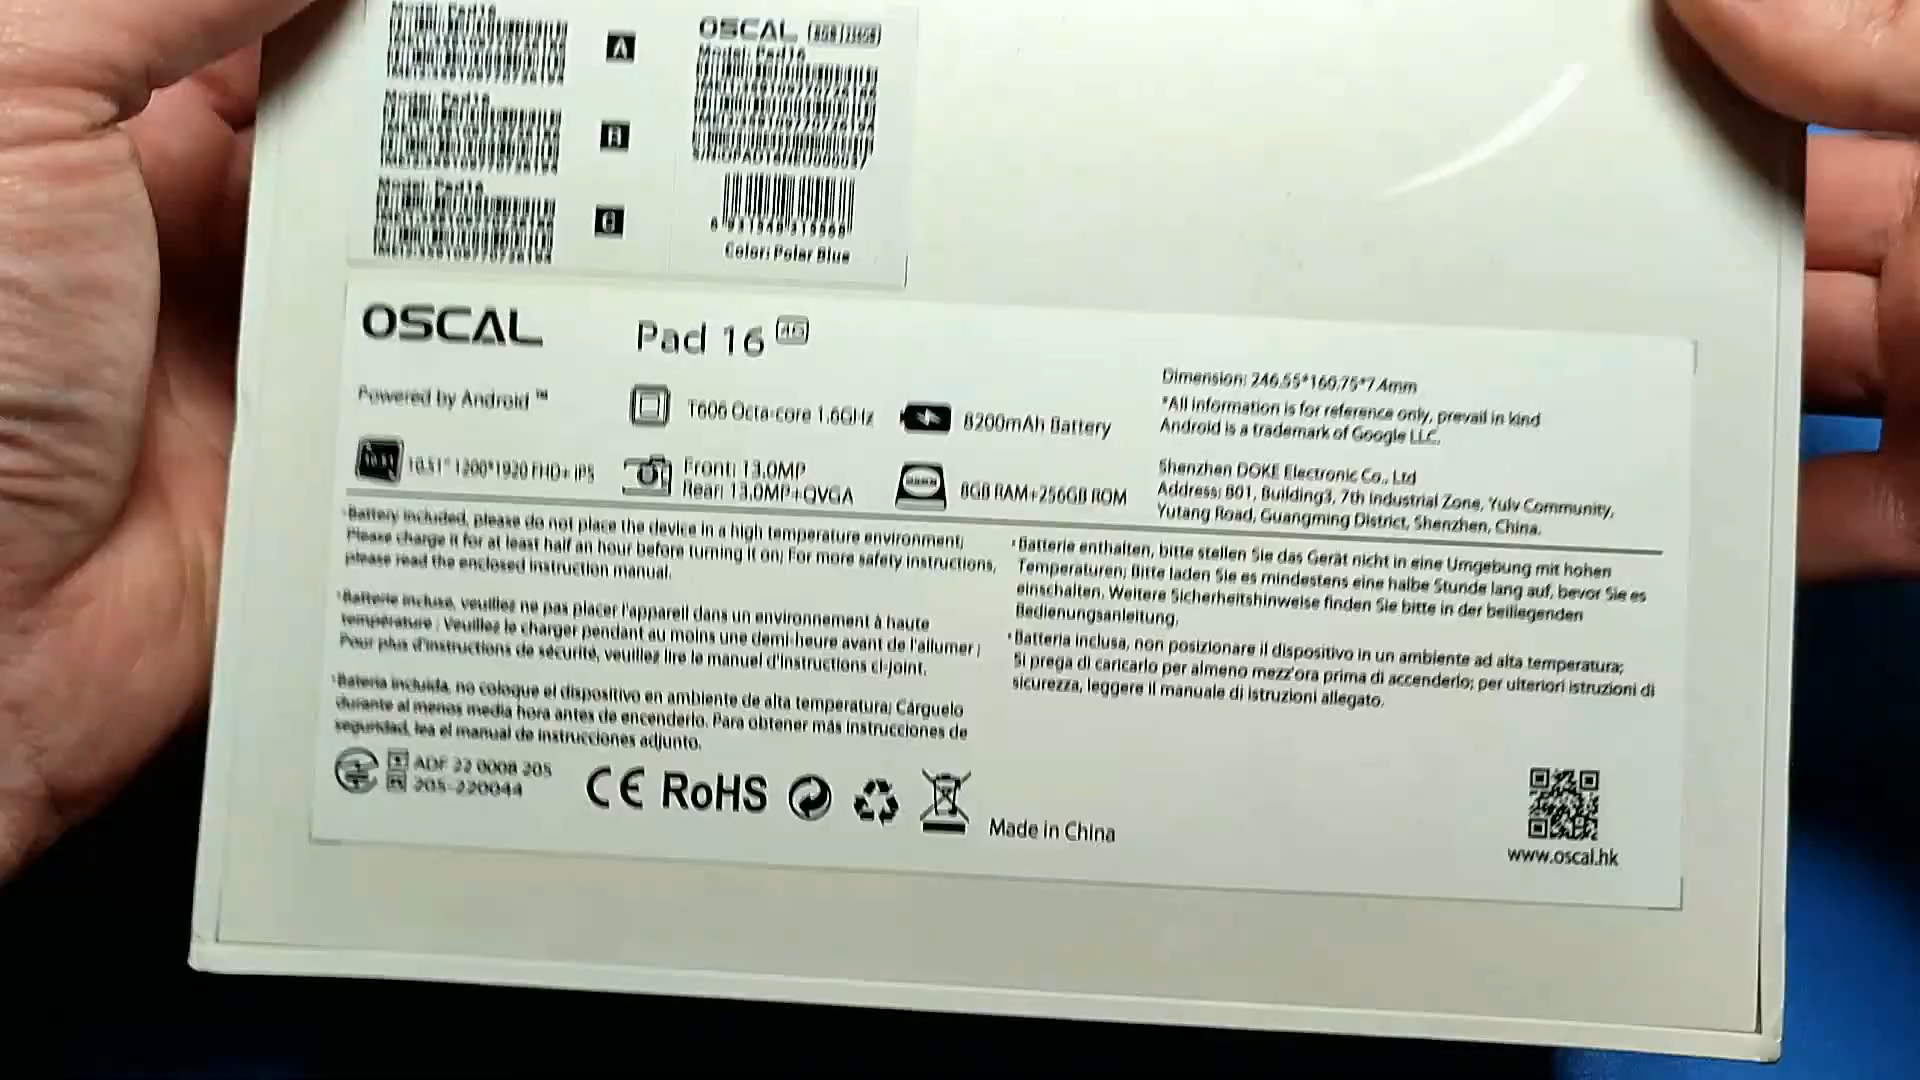 Model: Pad16
A
Model: Pad16
B
Model: Pad16
C
OSCAL 8GB 256GB
Model: Pad16
Color: Polar Blue
OSCAL
Pad 16 4G
Powered by Android™
T606 Octa-core 1.6GHz
8200mAh Battery
10.51" 1200*1920 FHD+ IPS
Front: 13.0MP
Rear: 13.0MP+QVGA
8GB RAM+256GB ROM
Dimension: 246.55*160.75*7.4mm
*All information is for reference only, prevail in kind
Android is a trademark of Google LLC.
Shenzhen DOKE Electronic Co., Ltd
Address: 801, Building3, 7th Industrial Zone, Yulv Community,
Yutang Road, Guangming District, Shenzhen, China.
*Battery included, please do not place the device in a high temperature environment;
Please charge it for at least half an hour before turning it on; For more safety instructions,
please read the enclosed instruction manual.
*Batterie incluse, veuillez ne pas placer l'appareil dans un environnement à haute
température ; Veuillez le charger pendant au moins une demi-heure avant de l'allumer ;
Pour plus d'instructions de sécurité, veuillez lire le manuel d'instructions ci-joint.
*Batería incluida, no coloque el dispositivo en ambiente de alta temperatura; Cárguelo
durante al menos media hora antes de encenderlo. Para obtener más instrucciones de
seguridad, lea el manual de instrucciones adjunto.
*Batterie enthalten, bitte stellen Sie das Gerät nicht in eine Umgebung mit hohen
Temperaturen; Bitte laden Sie es mindestens eine halbe Stunde lang auf, bevor Sie es
einschalten. Weitere Sicherheitshinweise finden Sie bitte in der beiliegenden
Bedienungsanleitung.
*Batteria inclusa, non posizionare il dispositivo in un ambiente ad alta temperatura;
Si prega di caricarlo per almeno mezz'ora prima di accenderlo; per ulteriori istruzioni di
sicurezza, leggere il manuale di istruzioni allegato.
ADF 22 0008 205
205-220044
CE RoHS
Made in China
www.oscal.hk